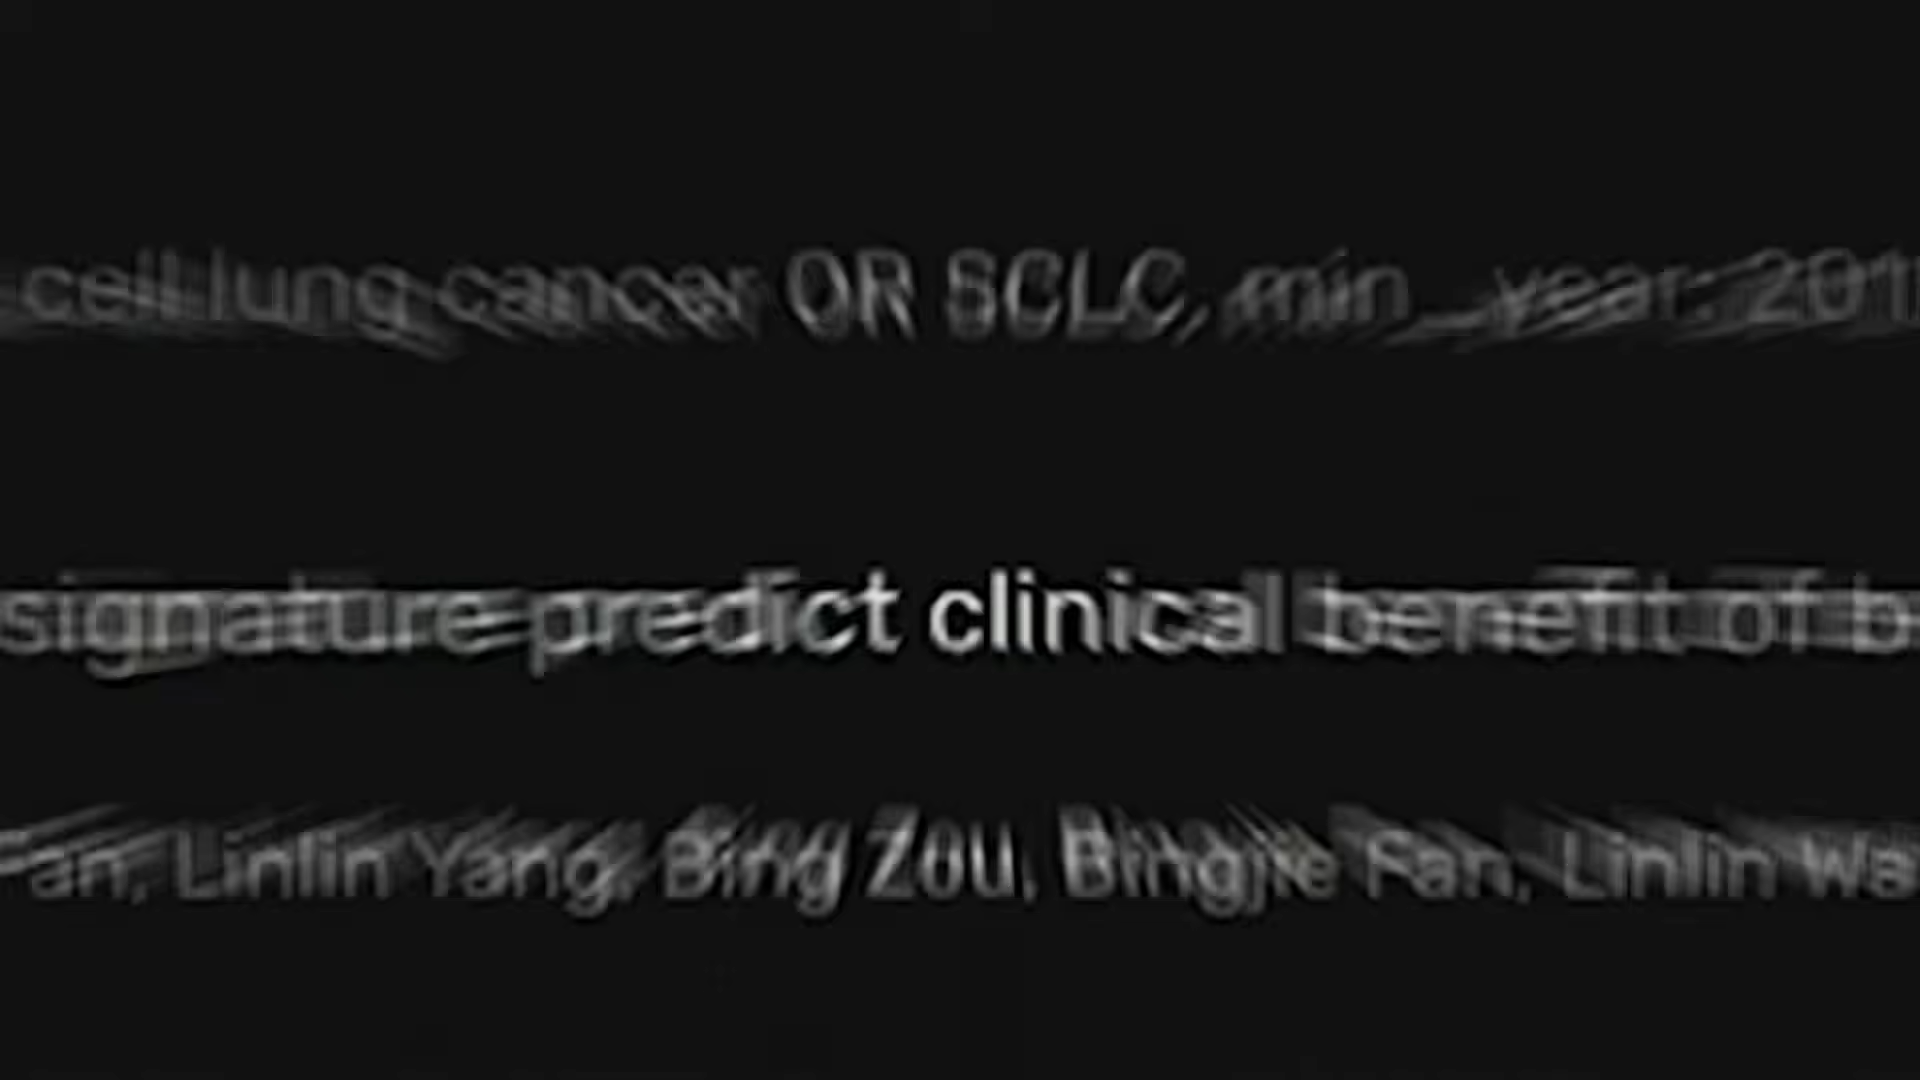 cell lung cancer OR SCLC, min_year: 201
signature predict clinical benefit of b
Fan, Linlin Yang, Bing Zou, Bingjie Fan, Linlin Wa